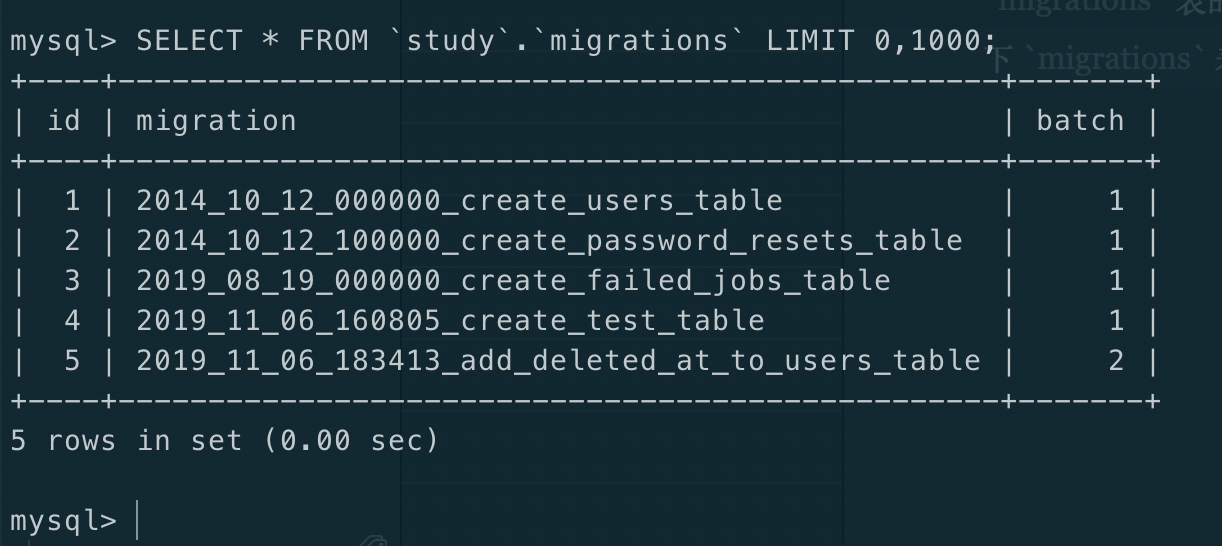 migrations` 表的
mysql> SELECT * FROM `study`.`migrations` LIMIT 0,1000;
下 `migrations`
+----+-------------------------------------------------+-------+
| id | migration                                       | batch |
+----+-------------------------------------------------+-------+
|  1 | 2014_10_12_000000_create_users_table            |     1 |
|  2 | 2014_10_12_100000_create_password_resets_table  |     1 |
|  3 | 2019_08_19_000000_create_failed_jobs_table      |     1 |
|  4 | 2019_11_06_160805_create_test_table             |     1 |
|  5 | 2019_11_06_183413_add_deleted_at_to_users_table |     2 |
+----+-------------------------------------------------+-------+
5 rows in set (0.00 sec)
mysql>